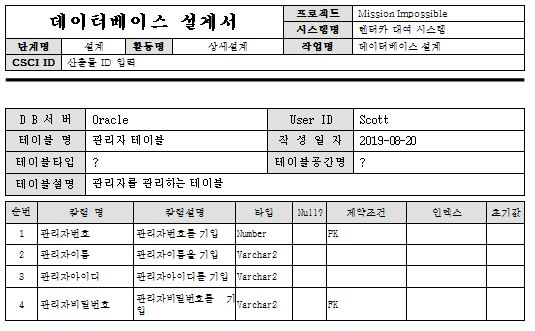 데이터베이스 설계서 프로젝트 Mission Impossible
시스템명 렌터카 대여 시스템
단계명 설계 활동명 상세설계 작업명 데이터베이스 설계
CSCI ID 산출물 ID 입력
D B 서 버 Oracle User ID Scott
테 이 블 명 관리자 테이블 작 성 일 자 2019-08-20
테이블타입 ? 테이블공간명 ?
테이블설명 관리자를 관리하는 테이블
순번 칼럼 명 칼럼설명 타입 Null? 계약조건 인덱스 초기값
1 관리자번호 관리자번호를 기입 Number PK
2 관리자이름 관리자이름을 기입 Varchar2
3 관리자아이디 관리자아이디를 기입 Varchar2
4 관리자비밀번호 관리자비밀번호를 기입 Varchar2 PK